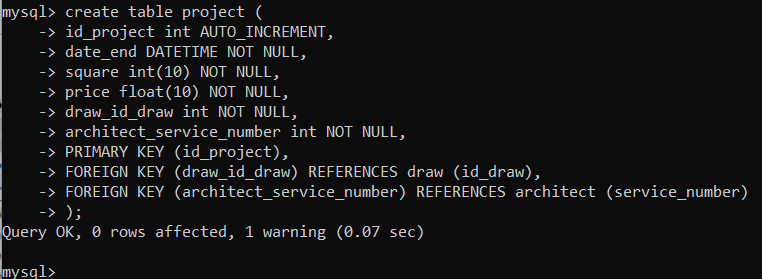 mysql> create table project (
    -> id_project int AUTO_INCREMENT,
    -> date_end DATETIME NOT NULL,
    -> square int(10) NOT NULL,
    -> price float(10) NOT NULL,
    -> draw_id_draw int NOT NULL,
    -> architect_service_number int NOT NULL,
    -> PRIMARY KEY (id_project),
    -> FOREIGN KEY (draw_id_draw) REFERENCES draw (id_draw),
    -> FOREIGN KEY (architect_service_number) REFERENCES architect (service_number)
    -> );
Query OK, 0 rows affected, 1 warning (0.07 sec)

mysql>